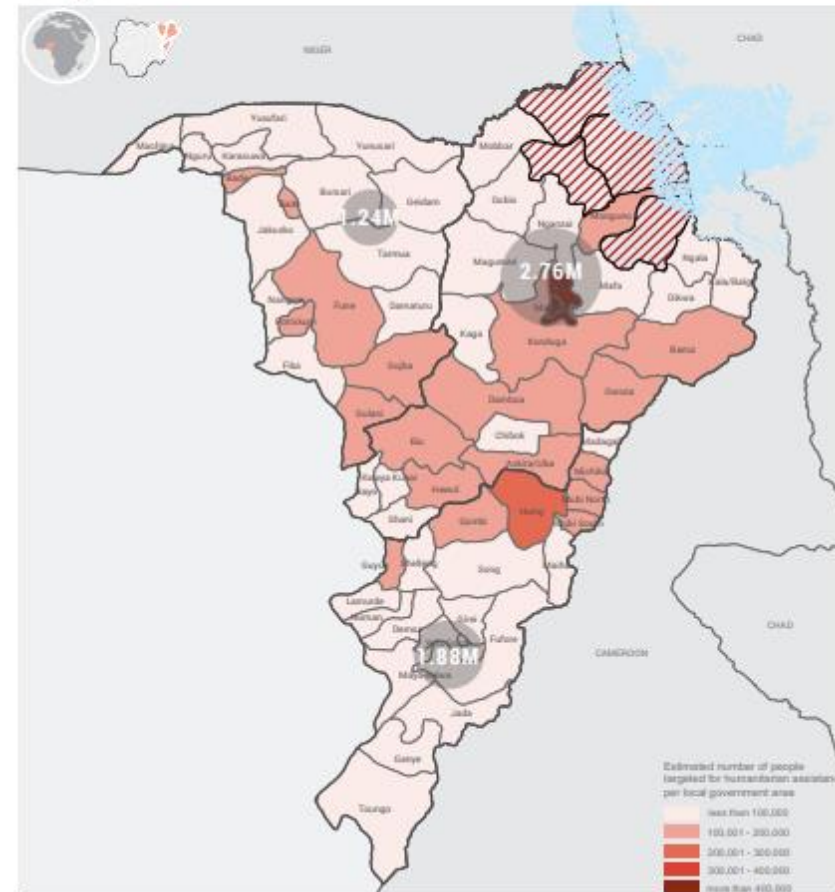 NIGER
CHAD
Yusufari
Machina
Nguru
Karasuwa
Yunusari
Mobbar
Bursari
Geidam
Gubio
Nganzai
Monguno
1.24M
Jakusko
Tarmua
Magumeri
2.76M
Mafa
Ngala
Kala/Balge
Dikwa
Nangere
Fune
Damaturu
Kaga
Potiskum
Konduga
Bama
Fika
Gujba
Damboa
Gwoza
Gulani
Chibok
Madagali
Biu
Askira/Uba
Michika
Kwaya Kusar
Bayo
Hawul
Mubi North
Hong
Shani
Gombi
Mubi South
Guyuk
Shelleng
Song
Maiha
Lamurde
Numan
Girei
Demsa
Fufore
1.88M
CAMEROON
CHAD
Jada
Ganye
Toungo
Estimated number of people
targeted for humanitarian assistance
per local government area
less than 100,000
100,001 - 200,000
200,001 - 300,000
300,001 - 400,000
more than 400,000